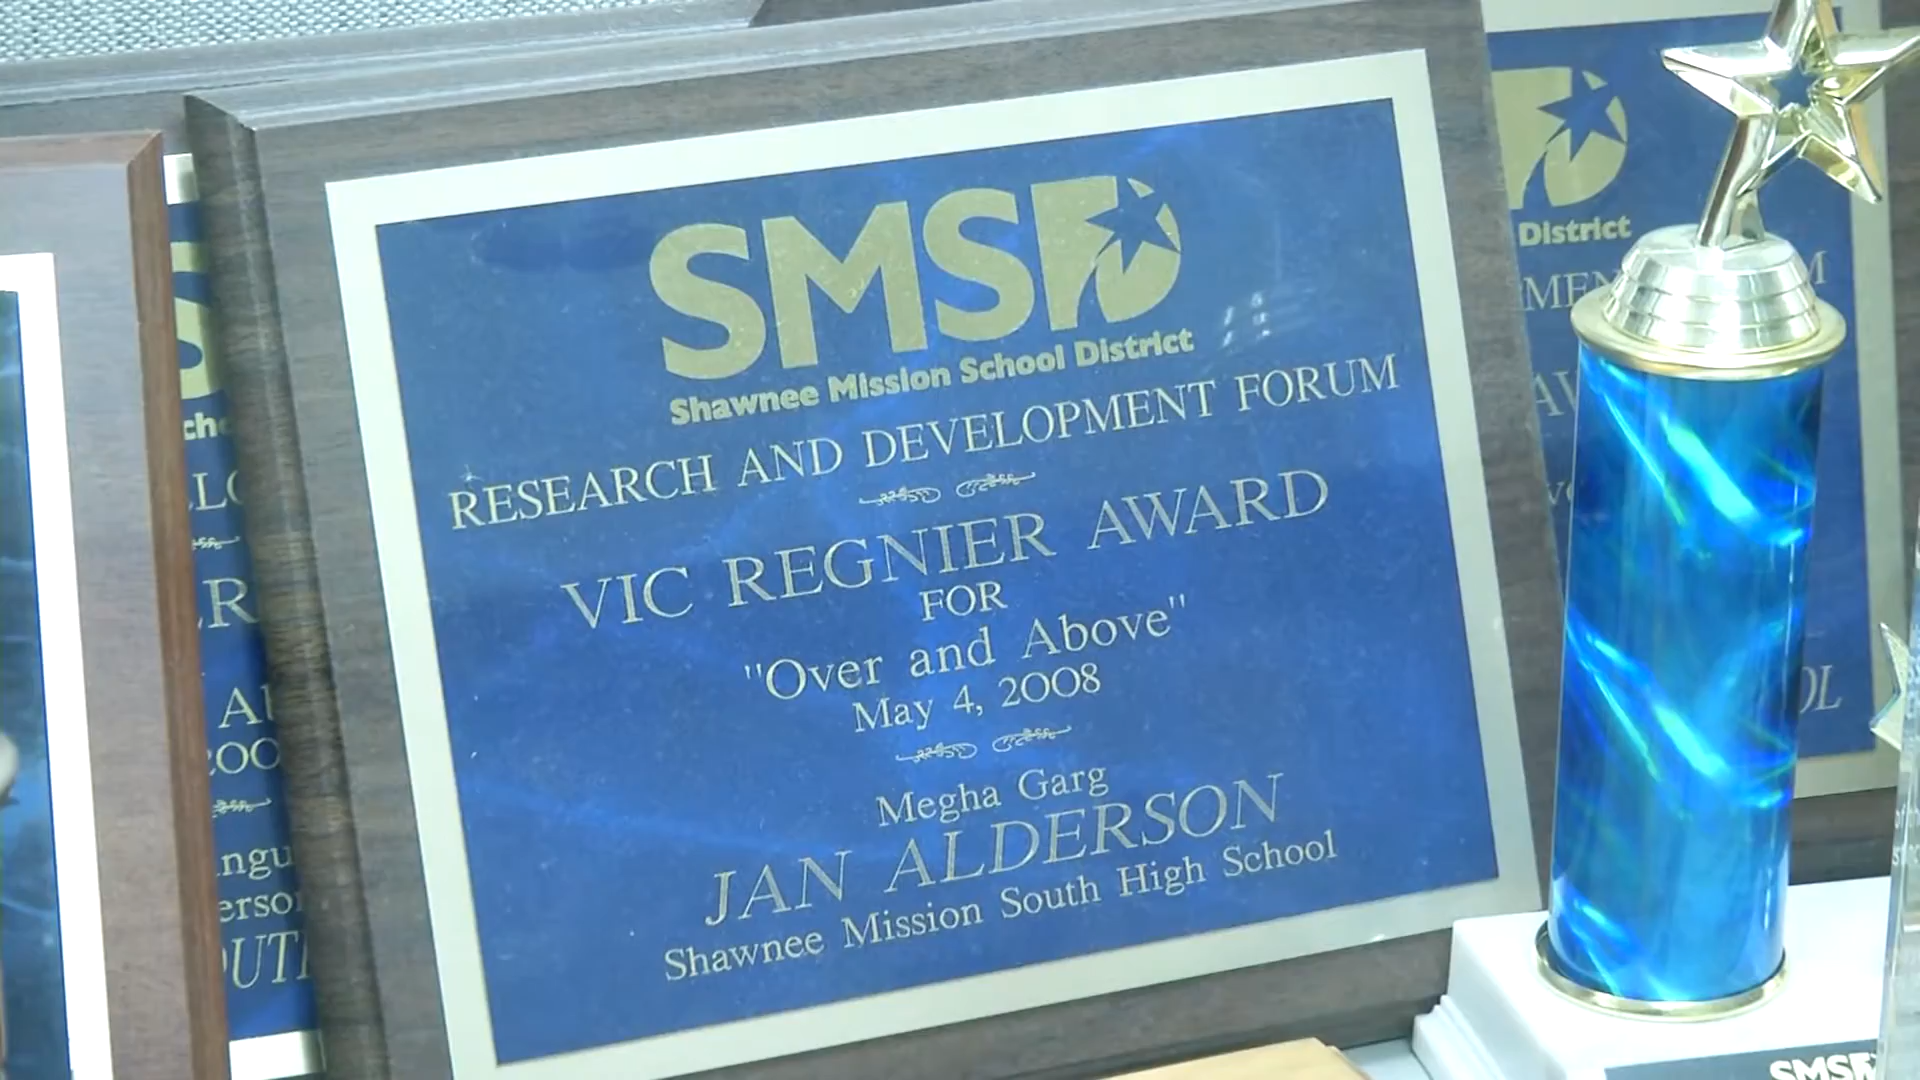 SMSD
Shawnee Mission School District
RESEARCH AND DEVELOPMENT FORUM
VIC REGNIER AWARD
FOR
"Over and Above"
May 4, 2008
Megha Garg
JAN ALDERSON
Shawnee Mission South High School
District
SMSD